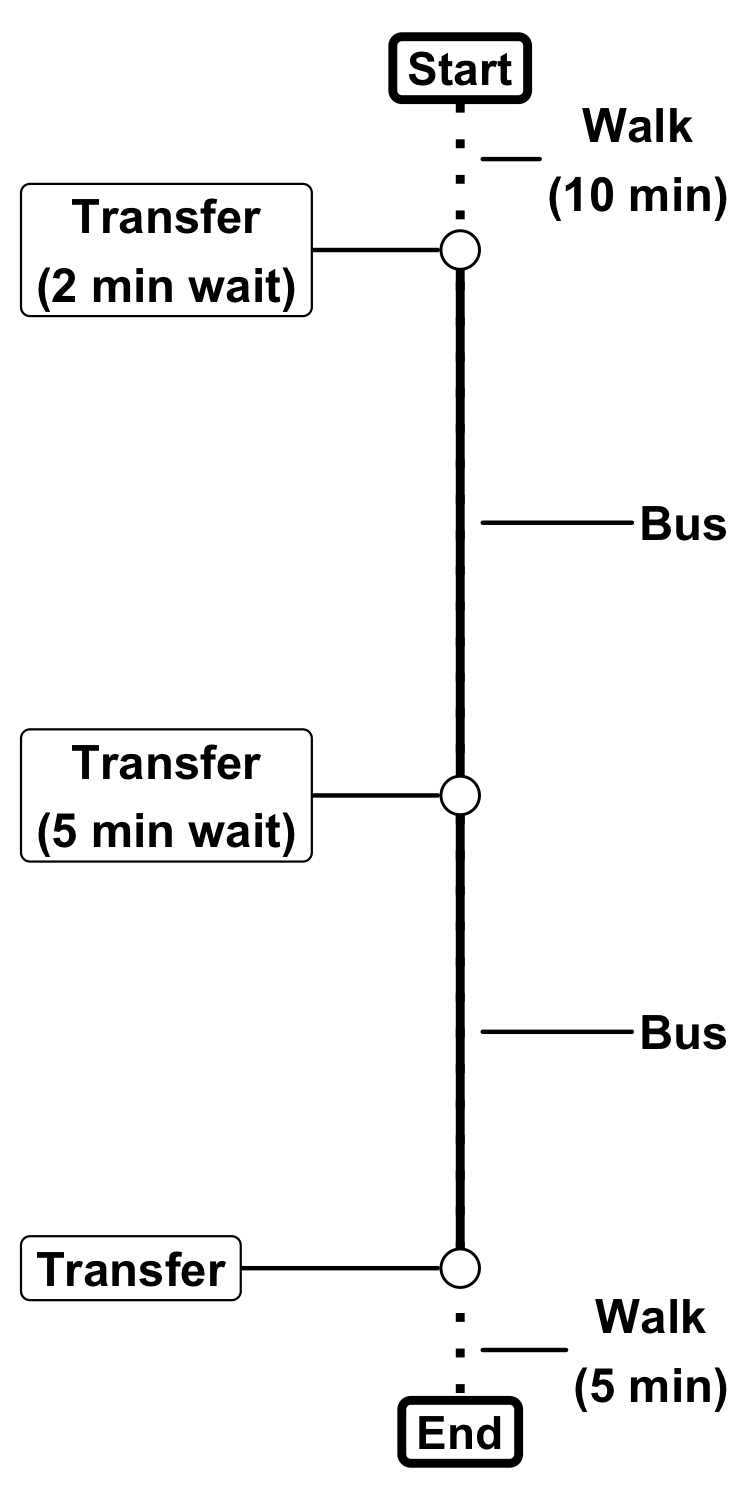 Start
Walk
(10 min)
Transfer
(2 min wait)
Bus
Transfer
(5 min wait)
Bus
Transfer
Walk
(5 min)
End